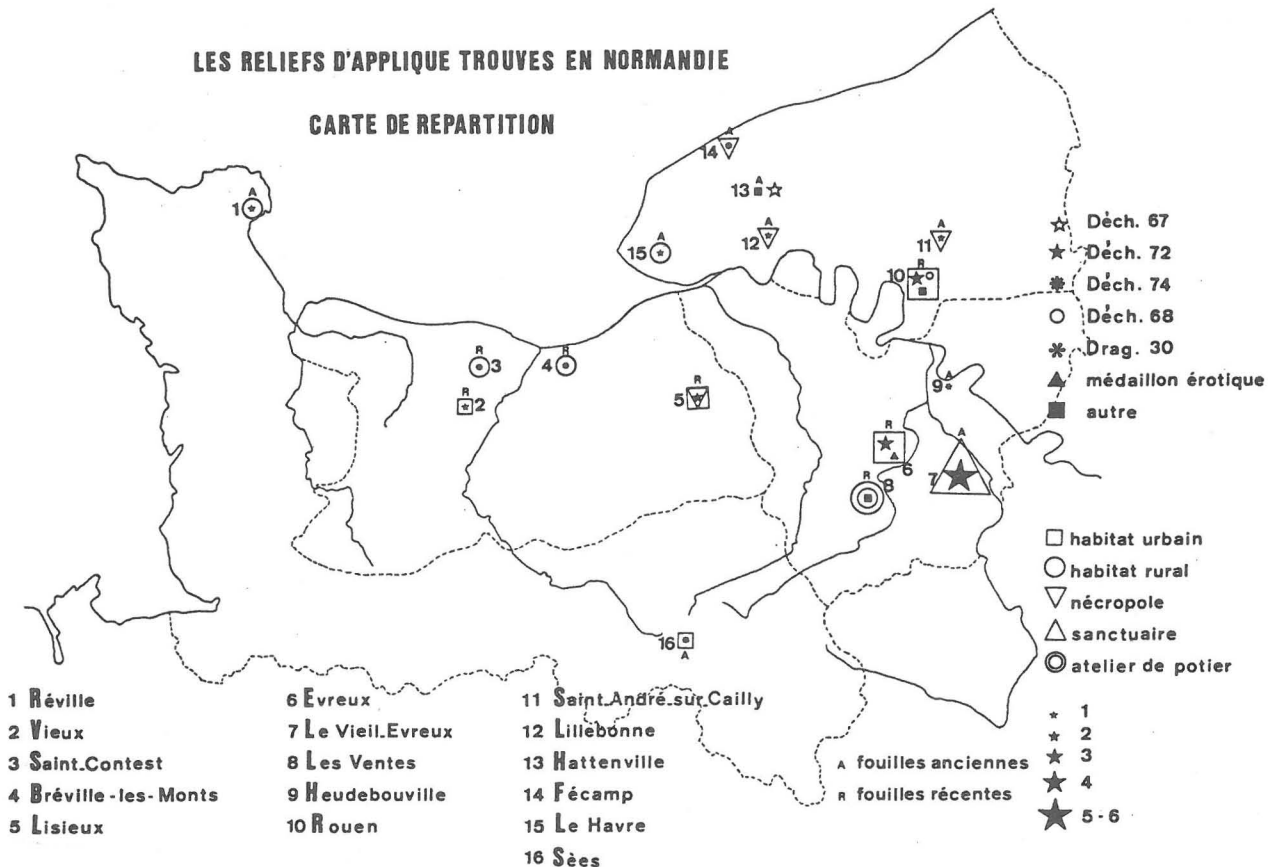 LES RELIEFS D'APPLIQUE TROUVES EN NORMANDIE
CARTE DE REPARTITION
14
A
13
A
1
A
15
A
12
A
11
R
10
R
3
4
R
R
2
R
5
A
9
R
6
A
7
R
8
16
A
Déch. 67
Déch. 72
Déch. 74
Déch. 68
Drag. 30
médaillon érotique
autre
habitat urbain
habitat rural
nécropole
sanctuaire
atelier de potier
1
2
3
4
5-6
A fouilles anciennes
R fouilles récentes
1 Réville
2 Vieux
3 Saint.Contest
4 Bréville-les-Monts
5 Lisieux
6 Evreux
7 Le Vieil.Evreux
8 Les Ventes
9 Heudebouville
10 Rouen
11 Saint.André.sur.Cailly
12 Lillebonne
13 Hattenville
14 Fécamp
15 Le Havre
16 Sèes